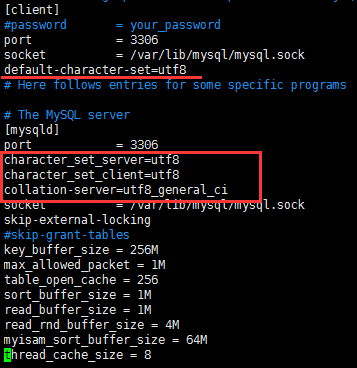 [client]
#password       = your_password
port            = 3306
socket          = /var/lib/mysql/mysql.sock
default-character-set=utf8
# Here follows entries for some specific programs
# The MySQL server
[mysqld]
port            = 3306
character_set_server=utf8
character_set_client=utf8
collation-server=utf8_general_ci
socket          = /var/lib/mysql/mysql.sock
skip-external-locking
#skip-grant-tables
key_buffer_size = 256M
max_allowed_packet = 1M
table_open_cache = 256
sort_buffer_size = 1M
read_buffer_size = 1M
read_rnd_buffer_size = 4M
myisam_sort_buffer_size = 64M
thread_cache_size = 8